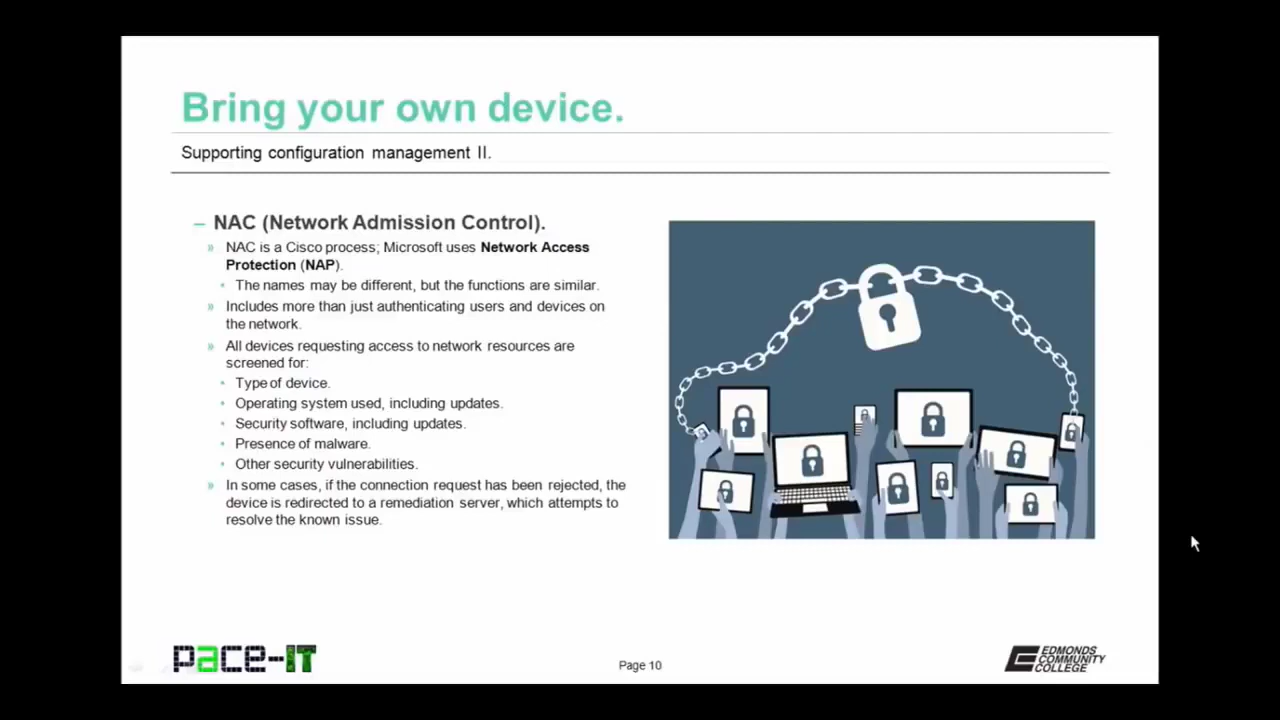 Bring your own device.
Supporting configuration management II.
– NAC (Network Admission Control).
» NAC is a Cisco process; Microsoft uses Network Access
Protection (NAP).
• The names may be different, but the functions are similar.
» Includes more than just authenticating users and devices on
the network.
» All devices requesting access to network resources are
screened for:
• Type of device.
• Operating system used, including updates.
• Security software, including updates.
• Presence of malware.
• Other security vulnerabilities.
» In some cases, if the connection request has been rejected, the
device is redirected to a remediation server, which attempts to
resolve the known issue.
pace-IT
Page 10
EDMONDS
COMMUNITY
COLLEGE